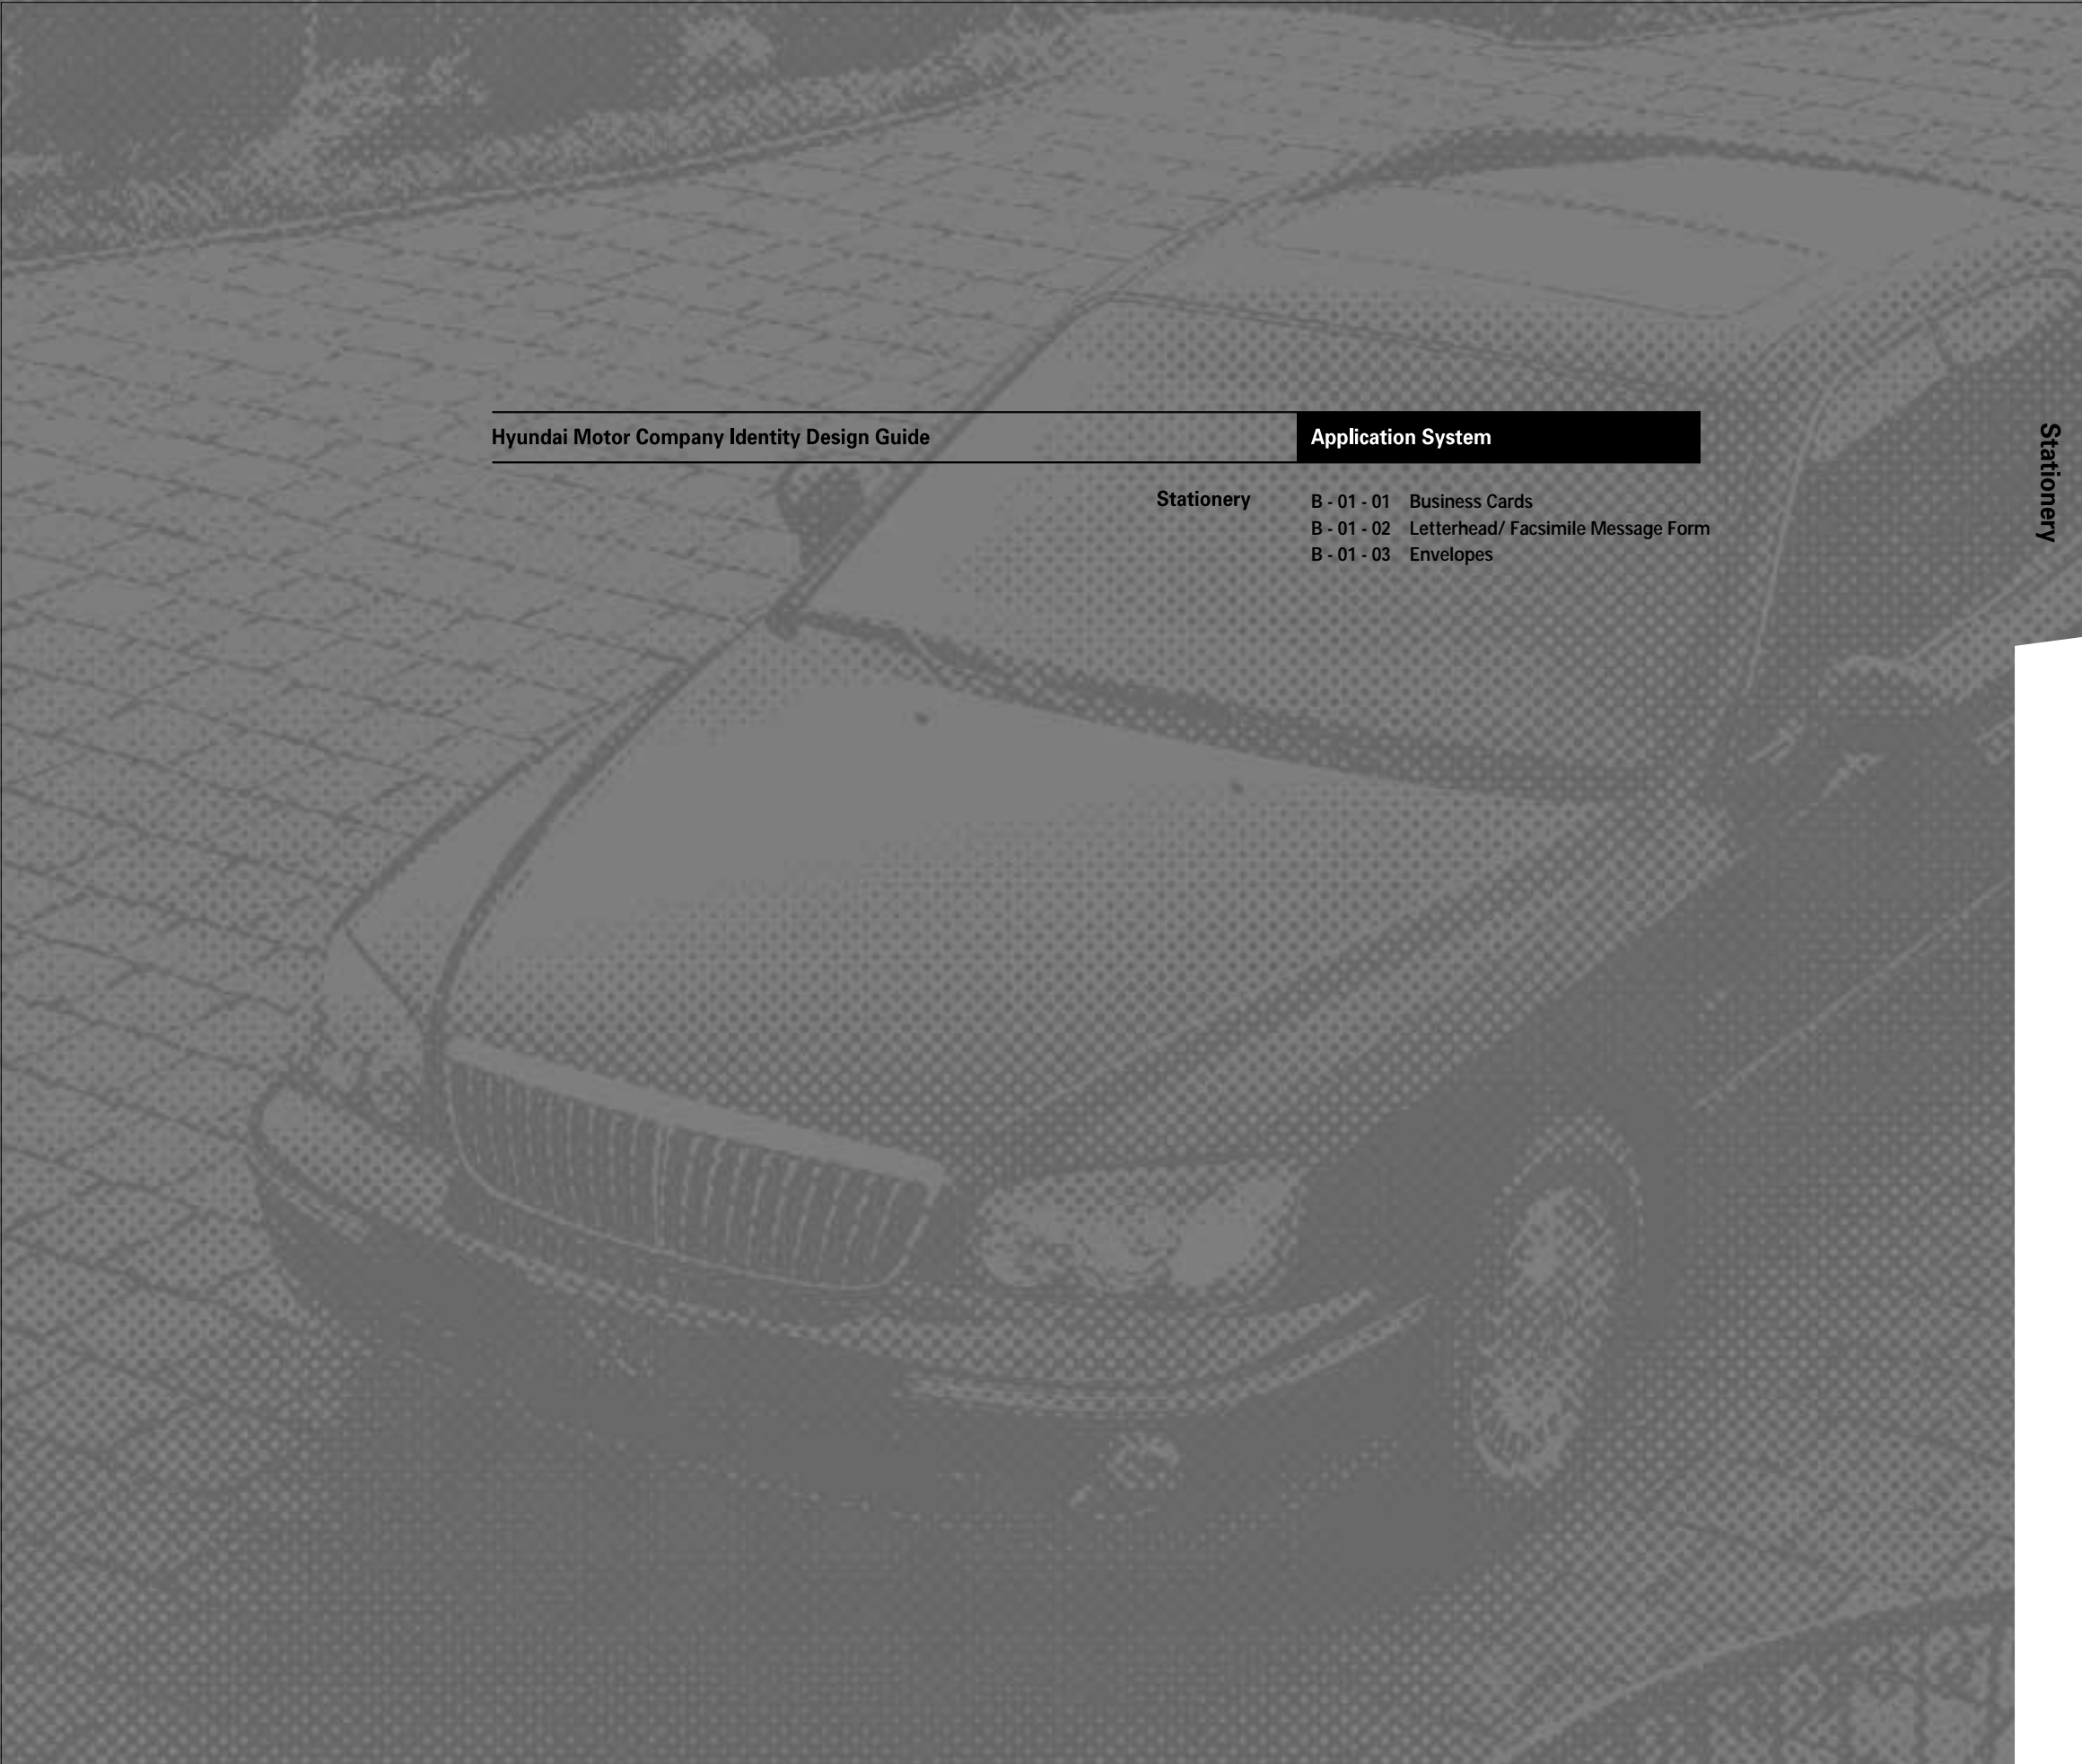 Hyundai Motor Company Identity Design Guide Application System
Stationery B - 01 - 01 Business Cards
B - 01 - 02 Letterhead/ Facsimile Message Form
B - 01 - 03 Envelopes
Stationery